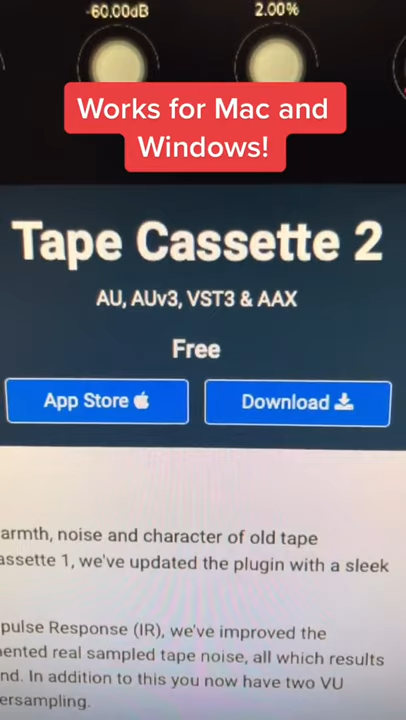 -60.00dB
2.00%
Works for Mac and
Windows!
Tape Cassette 2
AU, AUv3, VST3 & AAX
Free
App Store
Download
armth, noise and character of old tape
assette 1, we've updated the plugin with a sleek
pulse Response (IR), we've improved the
ented real sampled tape noise, all which results
nd. In addition to this you now have two VU
ersampling.